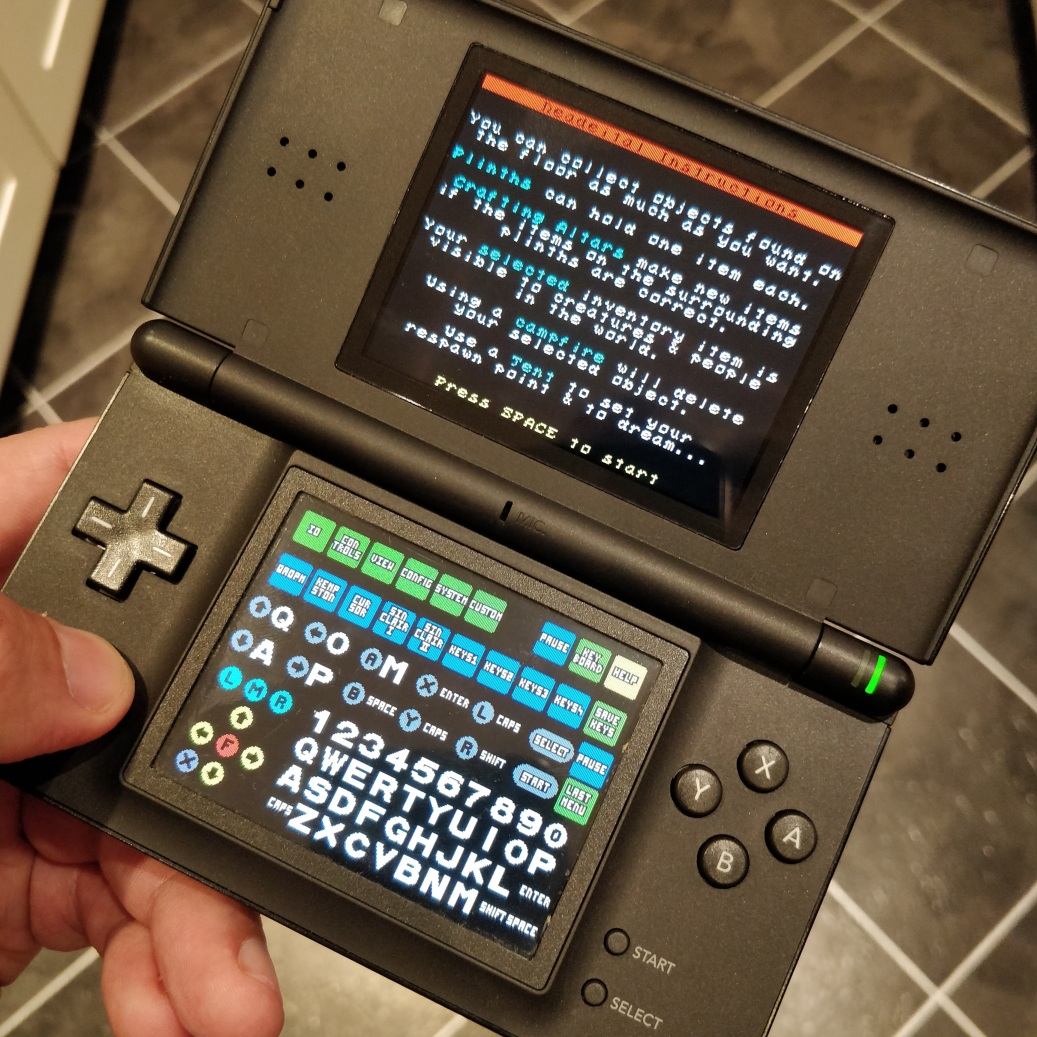 Deadeital Instructions
You can collect objects found on
the floor as much as you want.
Plinths can hold one item each.
Crafting Altars make new items
if the items on the surrounding
plinths are correct.
Your selected inventory item is
visible to creatures & people
in the world.
Using a campfire will delete
your selected object.
Use a Tent to set your
respawn point & to dream...
Press SPACE to start
MIC.
IO CON TROLS VIEW CONFIG SYSTEM CUSTOM
QAOPM KEMP STON CUR SOR SIN CLAIR I SIN CLAIR II KEYS1 KEYS2 KEYS3 KEYS4
PAUSE KEY- BOARD HELP
SAVE KEYS
Q O A M X ENTER L CAPS
A P B SPACE Y CAPS R SHIFT
SELECT PAUSE
START LAST MENU
L M R
F
X
1234567890
QWERTYUIOP
ASDFGHJKL ENTER
CAPS ZXCVBNM SHIFT SPACE
X
Y A
B
START
SELECT